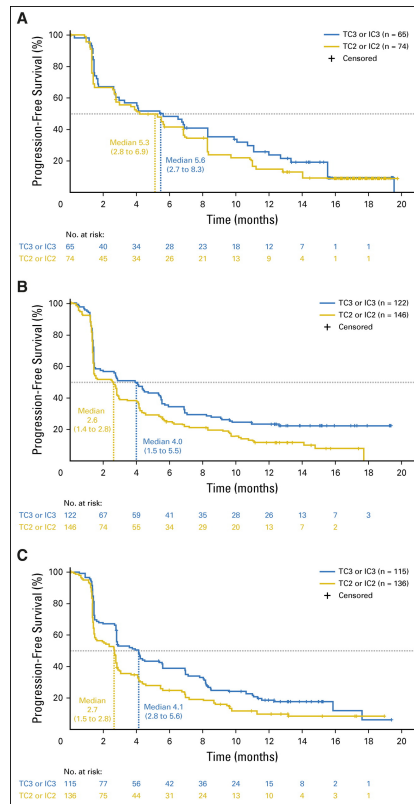 A
TC3 or IC3 (n = 65)
TC2 or IC2 (n = 74)
Censored
Progression-Free Survival (%)
100
80
60
40
20
Median 5.3
(2.8 to 6.9)
Median 5.6
(2.7 to 8.3)
0 2 4 6 8 10 12 14 16 18 20
Time (months)
No. at risk:
TC3 or IC3 65 40 34 28 23 18 12 7 1 1
TC2 or IC2 74 45 34 26 21 13 9 4 1 1
B
TC3 or IC3 (n = 122)
TC2 or IC2 (n = 146)
Censored
Progression-Free Survival (%)
100
80
60
40
20
Median
2.6
(1.4 to 2.8)
Median 4.0
(1.5 to 5.5)
0 2 4 6 8 10 12 14 16 18 20
Time (months)
No. at risk:
TC3 or IC3 122 67 59 41 35 28 26 13 7 3
TC2 or IC2 146 74 55 34 29 20 13 7 2
C
TC3 or IC3 (n = 115)
TC2 or IC2 (n = 136)
Censored
Progression-Free Survival (%)
100
80
60
40
20
Median
2.7
(1.5 to 2.8)
Median 4.1
(2.8 to 5.6)
0 2 4 6 8 10 12 14 16 18 20
Time (months)
No. at risk:
TC3 or IC3 115 77 56 42 36 24 15 8 2 1
TC2 or IC2 136 75 44 31 24 13 10 4 3 1